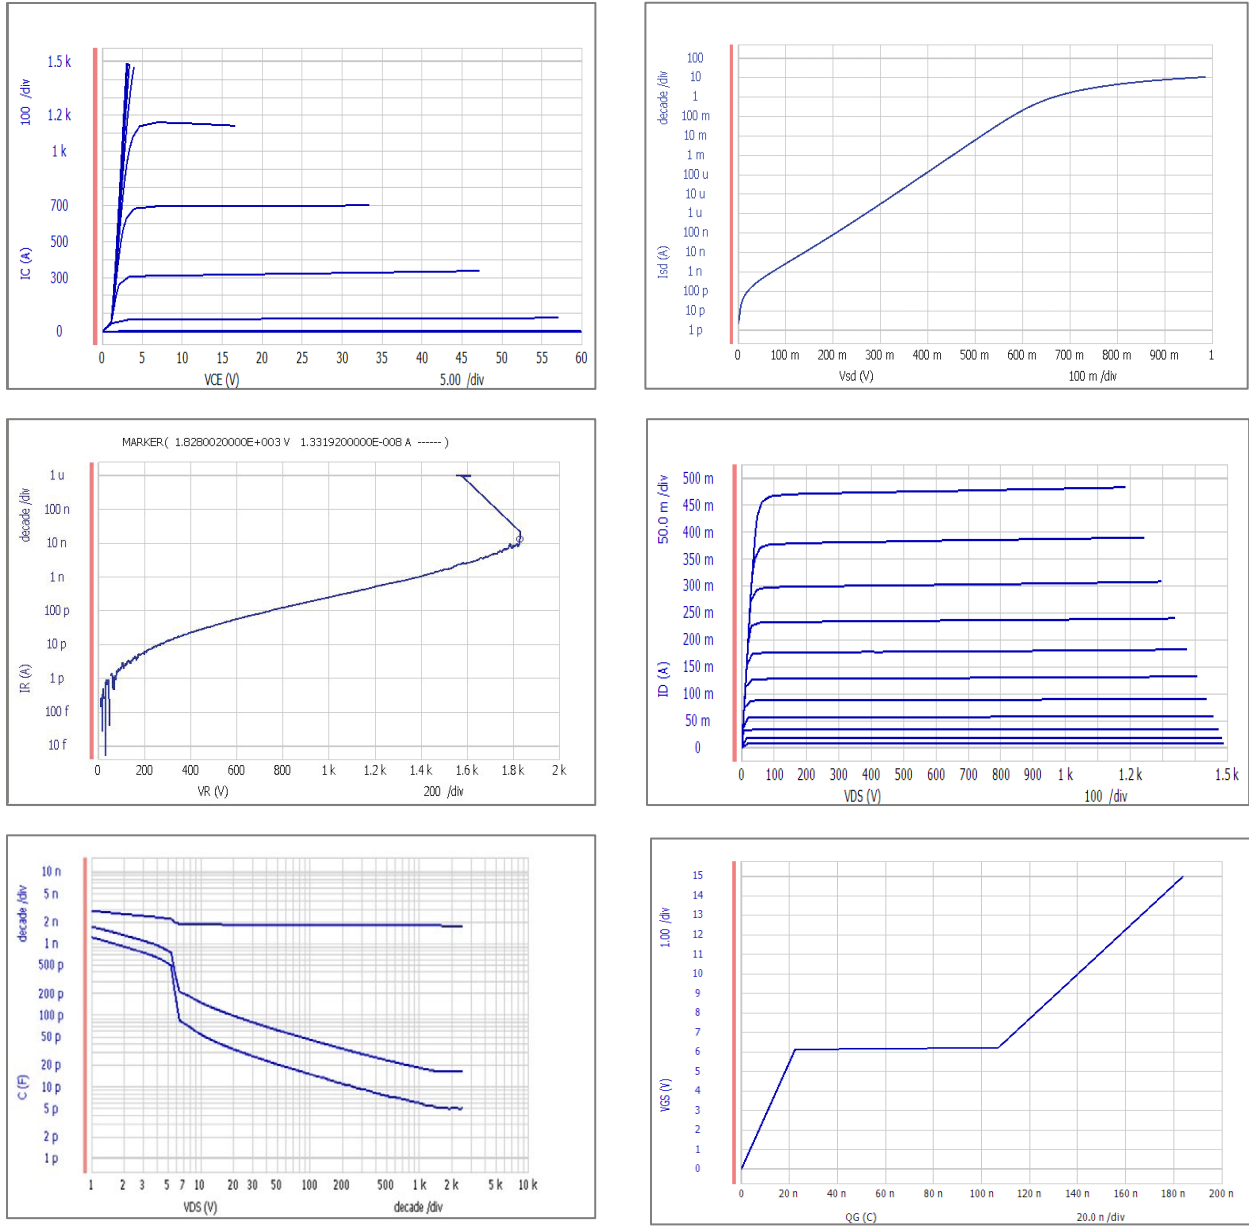 100 /div
IC (A)
1.5 k
1.2 k
1 k
700
500
300
0
0 5 10 15 20 25 30 35 40 45 50 55 60
VCE (V) 5.00 /div
decade /div
Isd (A)
100
10
1
100 m
10 m
1 m
100 u
10 u
1 u
100 n
10 n
1 n
100 p
10 p
1 p
0 100 m 200 m 300 m 400 m 500 m 600 m 700 m 800 m 900 m 1
Vsd (V) 100 m /div
MARKER( 1.8280020000E+003 V 1.3319200000E-008 A ------ )
decade /div
IR (A)
1 u
100 n
10 n
1 n
100 p
10 p
1 p
100 f
10 f
0 200 400 600 800 1 k 1.2 k 1.4 k 1.6 k 1.8 k 2 k
VR (V) 200 /div
50.0 m /div
ID (A)
500 m
450 m
400 m
350 m
300 m
250 m
200 m
150 m
100 m
50 m
0
0 100 200 300 400 500 600 700 800 900 1 k 1.2 k 1.5 k
VDS (V) 100 /div
decade /div
C (F)
10 n
5 n
2 n
1 n
500 p
200 p
100 p
50 p
20 p
10 p
5 p
2 p
1 p
1 2 3 5 7 10 20 30 50 100 200 500 1 k 2 k 5 k 10 k
VDS (V) decade /div
1.00 /div
VGS (V)
15
14
13
12
11
10
9
8
7
6
5
4
3
2
1
0
0 20 n 40 n 60 n 80 n 100 n 120 n 140 n 160 n 180 n 200 n
QG (C) 20.0 n /div